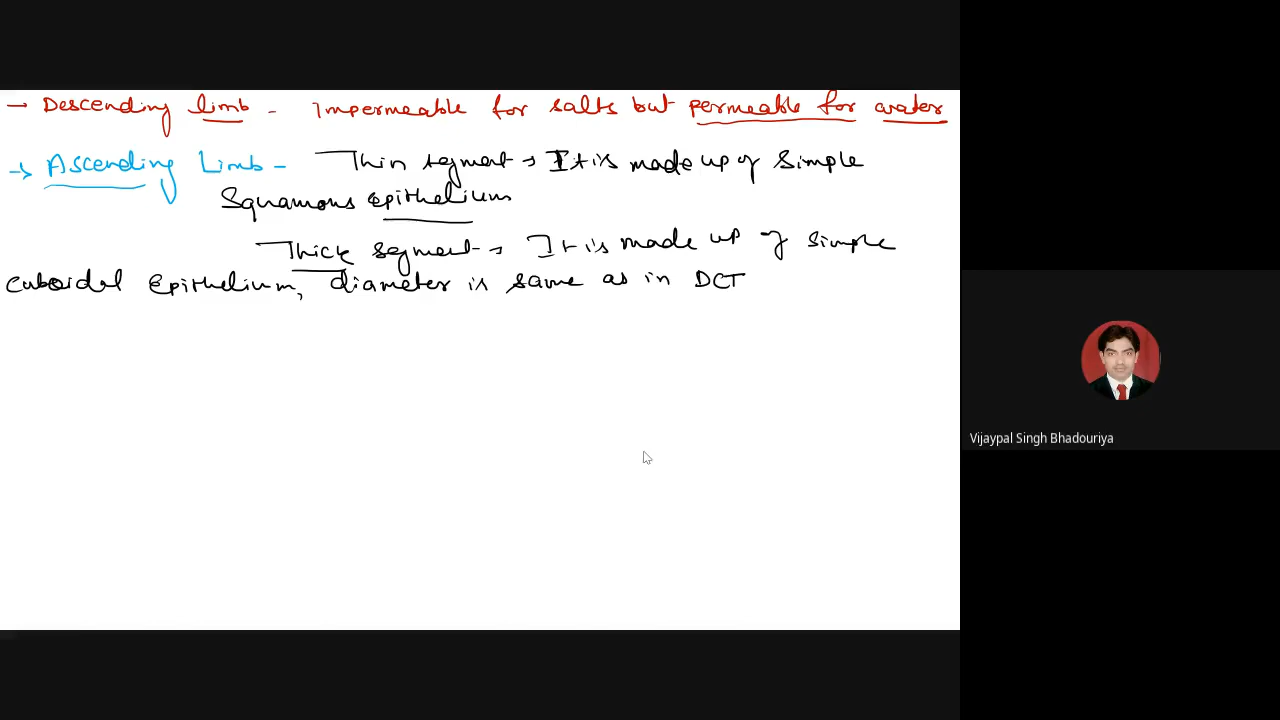 → Descending limb - Impermeable for salts but permeable for water
→ Ascending Limb - Thin segment → It is made up of simple
squamous epithelium
Thick segment → It is made up of simple
cuboidal epithelium, diameter is same as in DCT
Vijaypal Singh Bhadouriya